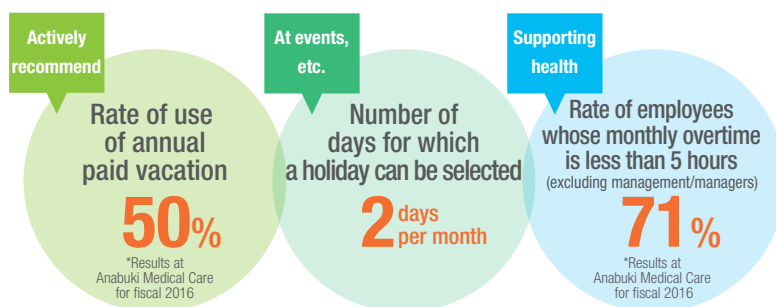 Actively
recommend
Rate of use
of annual
paid vacation
50%
*Results at
Anabuki Medical Care
for fiscal 2016
At events,
etc.
Number of
days for which
a holiday can be selected
2 days
per month
Supporting
health
Rate of employees
whose monthly overtime
is less than 5 hours
(excluding management/managers)
71%
*Results at
Anabuki Medical Care
for fiscal 2016